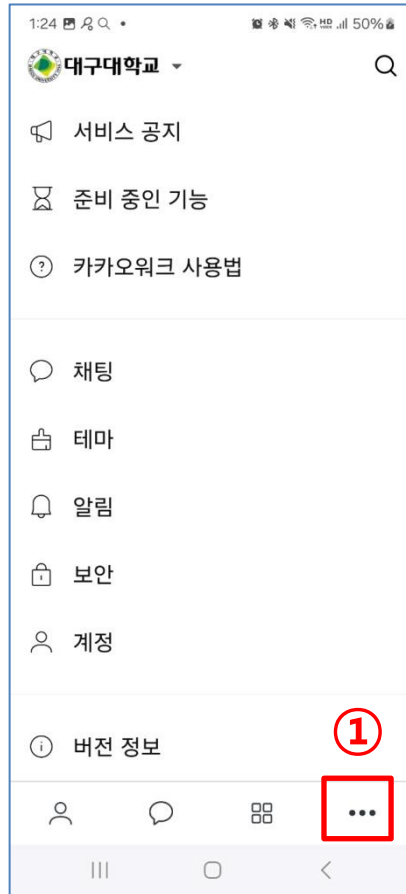 1:24 50%
대구대학교
서비스 공지
준비 중인 기능
카카오워크 사용법
채팅
테마
알림
보안
계정
버전 정보
①